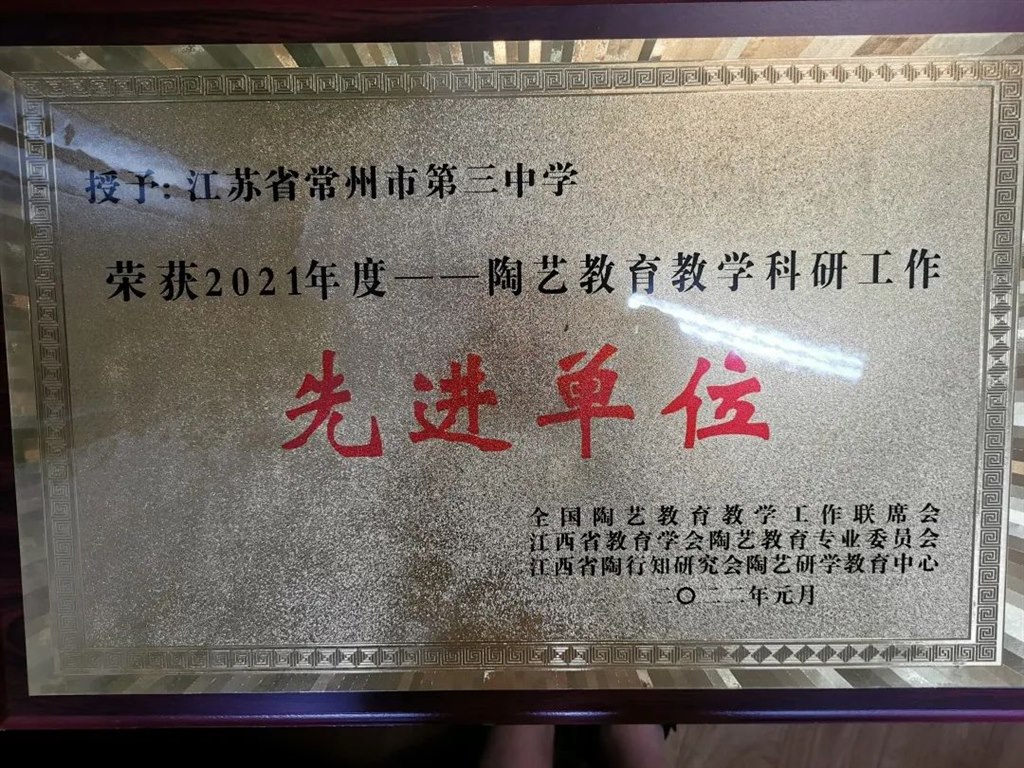 授予: 江苏省常州市第三中学
荣获2021年度——陶艺教育教学科研工作
先进单位
全国陶艺教育教学工作联席会
江西省教育学会陶艺教育专业委员会
江西省陶行知研究会陶艺研学教育中心
二〇二二年元月